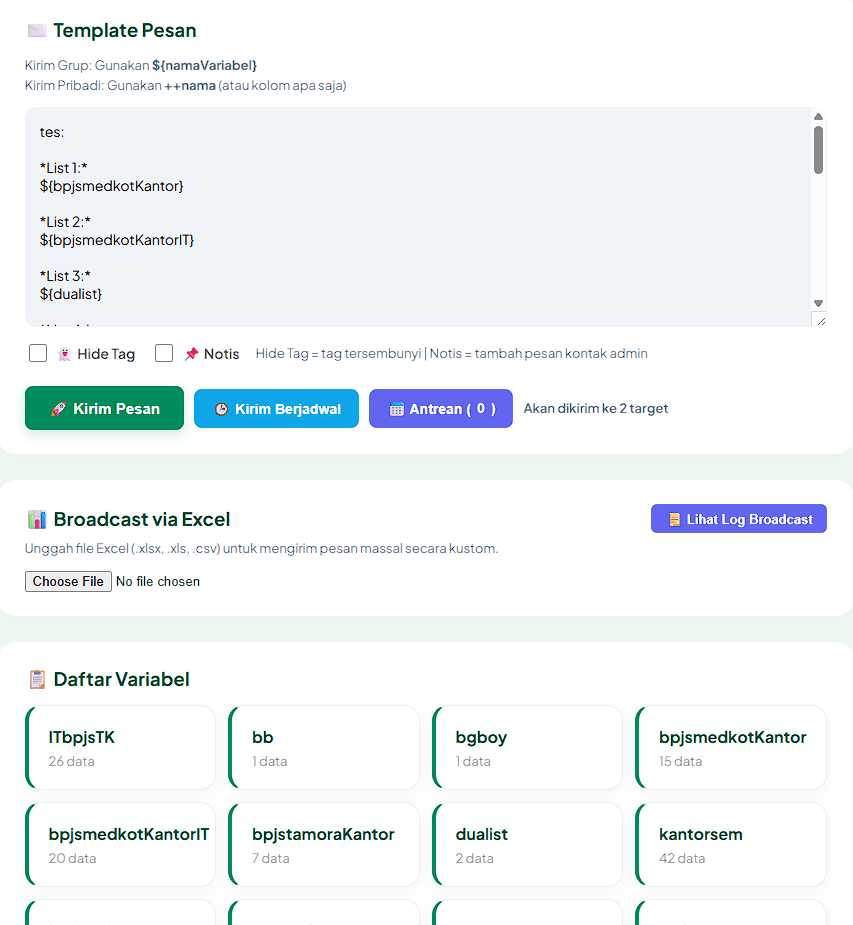 Template Pesan
Kirim Grup: Gunakan ${namaVariabel}
Kirim Pribadi: Gunakan ++nama (atau kolom apa saja)
tes:
*List 1:*
${bpjsmedkotKantor}
*List 2:*
${bpjsmedkotKantorIT}
*List 3:*
${dualist}
Hide Tag
Notis
Hide Tag = tag tersembunyi | Notis = tambah pesan kontak admin
Kirim Pesan
Kirim Berjadwal
Antrean ( 0 )
Akan dikirim ke 2 target
Broadcast via Excel
Lihat Log Broadcast
Unggah file Excel (.xlsx, .xls, .csv) untuk mengirim pesan massal secara kustom.
Choose File No file chosen
Daftar Variabel
ITbpjsTK
26 data
bb
1 data
bgboy
1 data
bpjsmedkotKantor
15 data
bpjsmedkotKantorIT
20 data
bpjstamoraKantor
7 data
dualist
2 data
kantorsem
42 data